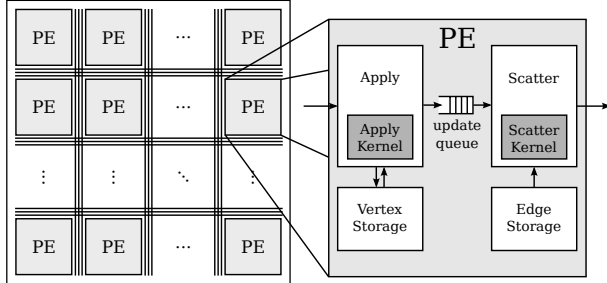 PE PE ... PE
PE PE ... PE
PE PE ... PE
PE
Apply
Apply
Kernel
update
queue
Scatter
Scatter
Kernel
Vertex
Storage
Edge
Storage